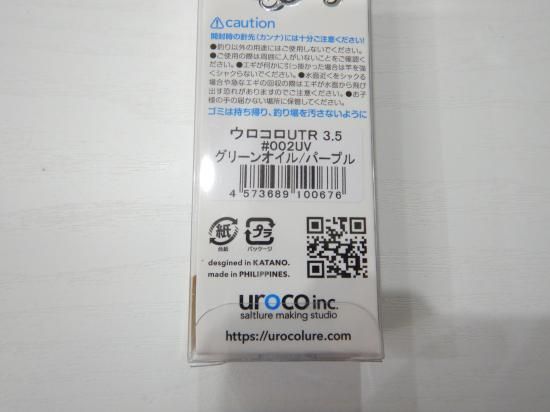 ⚠caution
開封時の針先(カンナ)には十分ご注意ください!
●釣り以外の用途にはご使用しないでください。
●ご使用の際は周囲に人がいないことをご確認く
ださい。●エギが何かに引っ掛かった場合は竿を強
くシャクらないでください。●水面近くをシャクる場
合や急なエギの回収の際はエギが水面から飛び
出す恐れがありますのでご注意ください。●お子
様の手の届かない場所に保管してください。
ゴミは持ち帰り、釣り場を汚さないように
ウロコロUTR 3.5
#002UV
グリーンオイル/パープル
4 573689 100676
紙
台紙
プラ
パッケージ
desgined in KATANO.
made in PHILIPPINES.
uroco inc.
saltlure making studio
https://urocolure.com